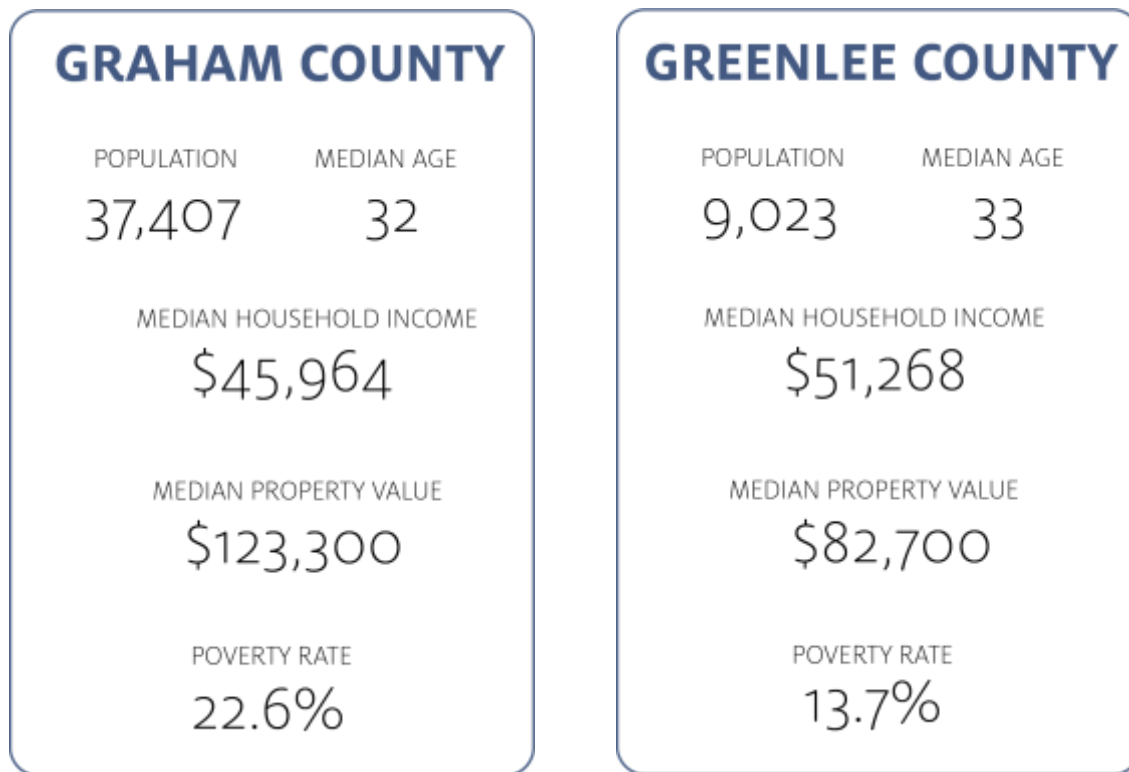 GRAHAM COUNTY
POPULATION MEDIAN AGE
37,407 32
MEDIAN HOUSEHOLD INCOME
$45,964
MEDIAN PROPERTY VALUE
$123,300
POVERTY RATE
22.6%
GREENLEE COUNTY
POPULATION MEDIAN AGE
9,023 33
MEDIAN HOUSEHOLD INCOME
$51,268
MEDIAN PROPERTY VALUE
$82,700
POVERTY RATE
13.7%